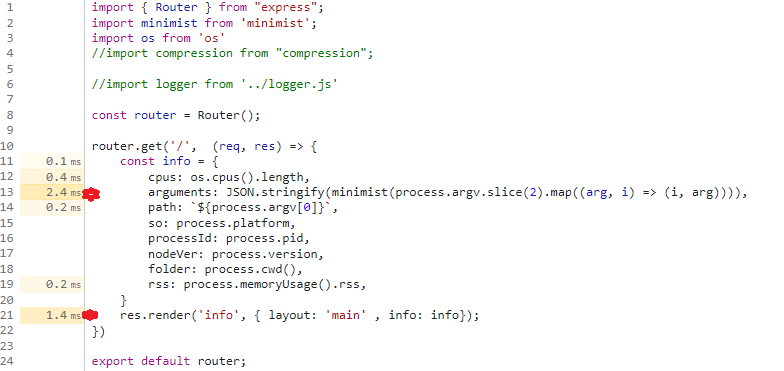 1 import { Router } from "express";
2 import minimist from 'minimist';
3 import os from 'os'
4 //import compression from "compression";
5
6 //import logger from '../logger.js'
7
8 const router = Router();
9
10 router.get('/',  (req, res) => {
11 0.1 ms const info = {
12 0.4 ms cpus: os.cpus().length,
13 2.4 ms arguments: JSON.stringify(minimist(process.argv.slice(2).map((arg, i) => (i, arg)))),
14 0.2 ms path: `${process.argv[0]}`,
15 so: process.platform,
16 processId: process.pid,
17 nodeVer: process.version,
18 folder: process.cwd(),
19 0.2 ms rss: process.memoryUsage().rss,
20 }
21 1.4 ms res.render('info', { layout: 'main' , info: info});
22 })
23
24 export default router;